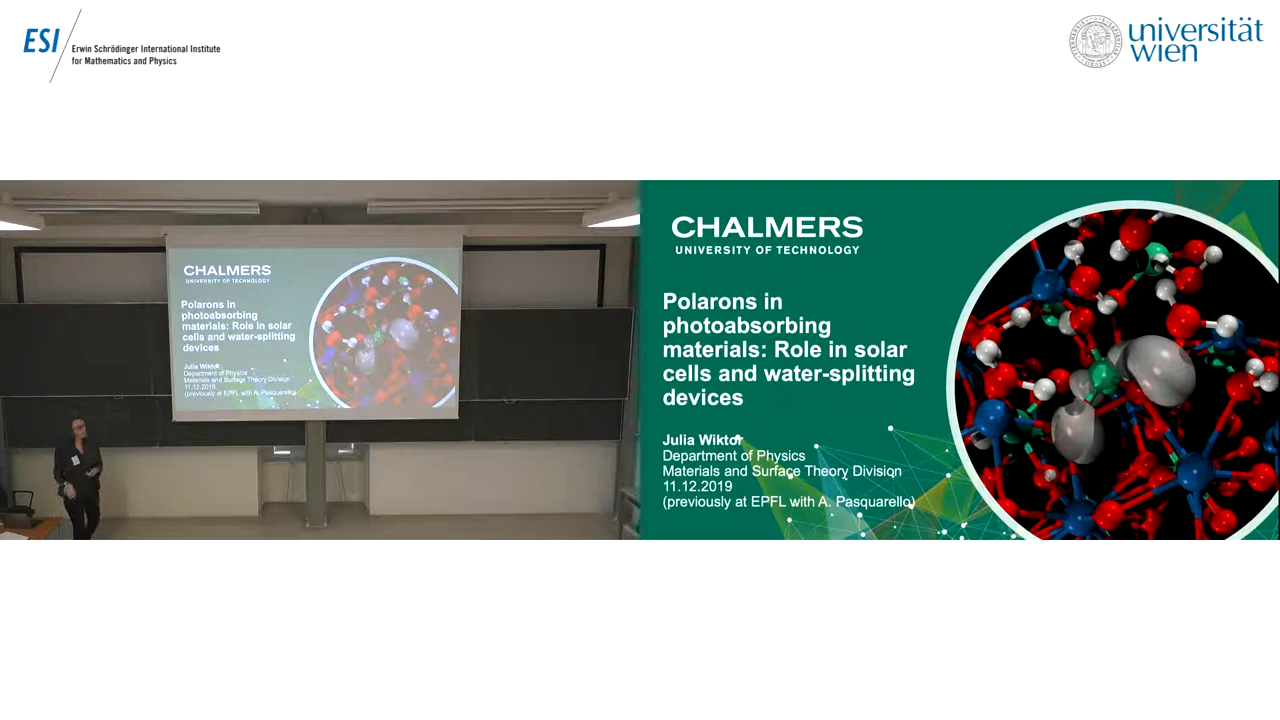 ESI
Erwin Schrödinger International Institute
for Mathematics and Physics
universität
wien
CHALMERS
UNIVERSITY OF TECHNOLOGY
Polarons in
photoabsorbing
materials: Role in solar
cells and water-splitting
devices
Julia Wiktor
Department of Physics
Materials and Surface Theory Division
11.12.2019
(previously at EPFL with A. Pasquarello)
CHALMERS
UNIVERSITY OF TECHNOLOGY
Polarons in
photoabsorbing
materials: Role in solar
cells and water-splitting
devices
Julia Wiktor
Department of Physics
Materials and Surface Theory Division
11.12.2019
(previously at EPFL with A. Pasquarello)